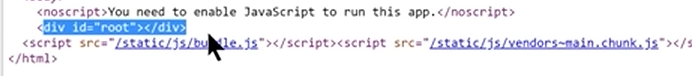 <noscript>You need to enable JavaScript to run this app.</noscript>
<div id="root"></div>
<script src="/static/js/bundle.js"></script><script src="/static/js/vendors~main.chunk.js"></s
</html>